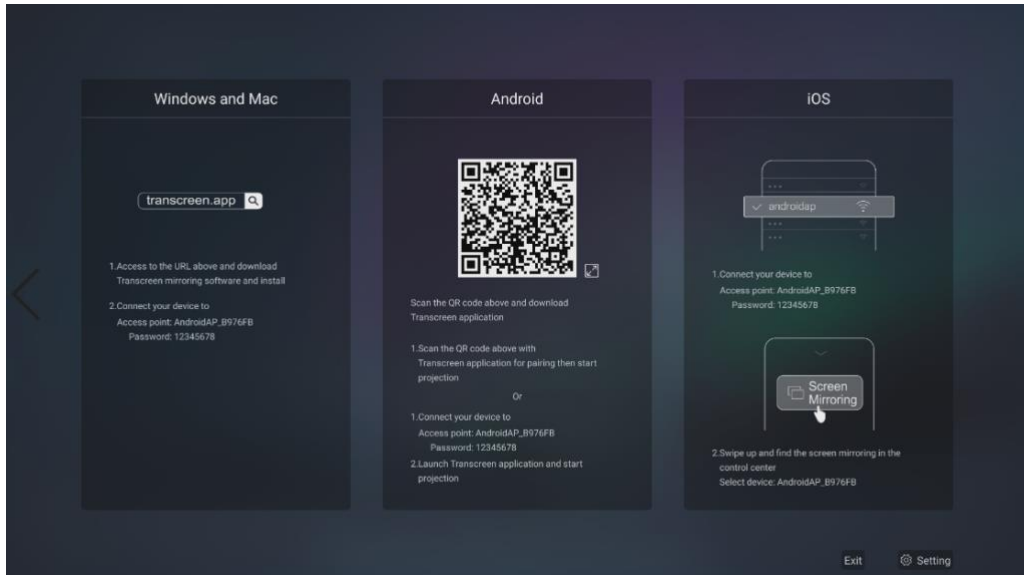 Windows and Mac
transcreen.app
1.Access to the URL above and download
Transcreen mirroring software and install
2.Connect your device to
Access point: AndroidAP_B976FB
Password: 12345678
Android
Scan the QR code above and download
Transcreen application
1.Scan the QR code above with
Transcreen application for pairing then start
projection
Or
1.Connect your device to
Access point: AndroidAP_B976FB
Password: 12345678
2.Launch Transcreen application and start
projection
iOS
androidap
1.Connect your device to
Access point: AndroidAP_B976FB
Password: 12345678
Screen
Mirroring
2.Swipe up and find the screen mirroring in the
control center
Select device: AndroidAP_B976FB
Exit
Setting